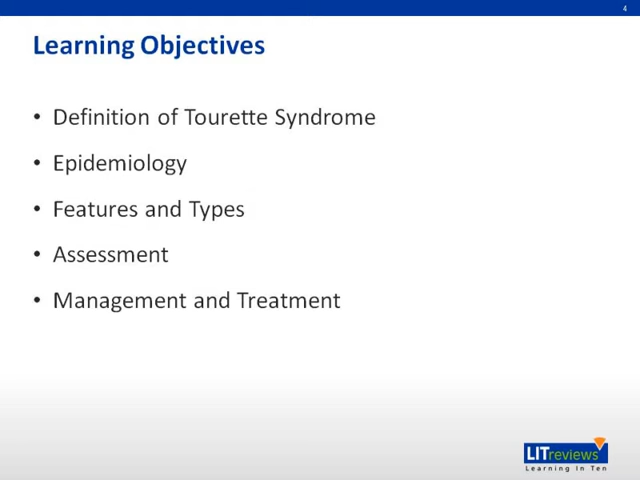 4
Learning Objectives
• Definition of Tourette Syndrome
• Epidemiology
• Features and Types
• Assessment
• Management and Treatment
LITreviews
Learning In Ten